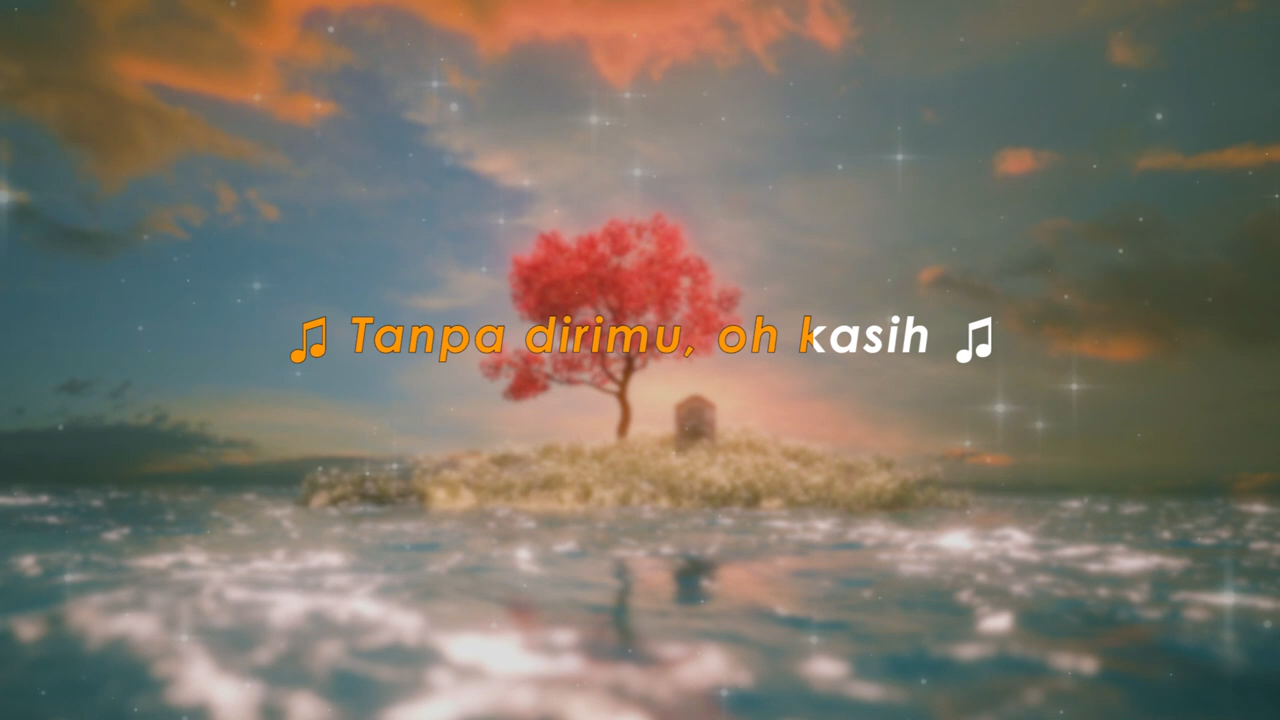 ♫ Tanpa dirimu, oh kasih ♫